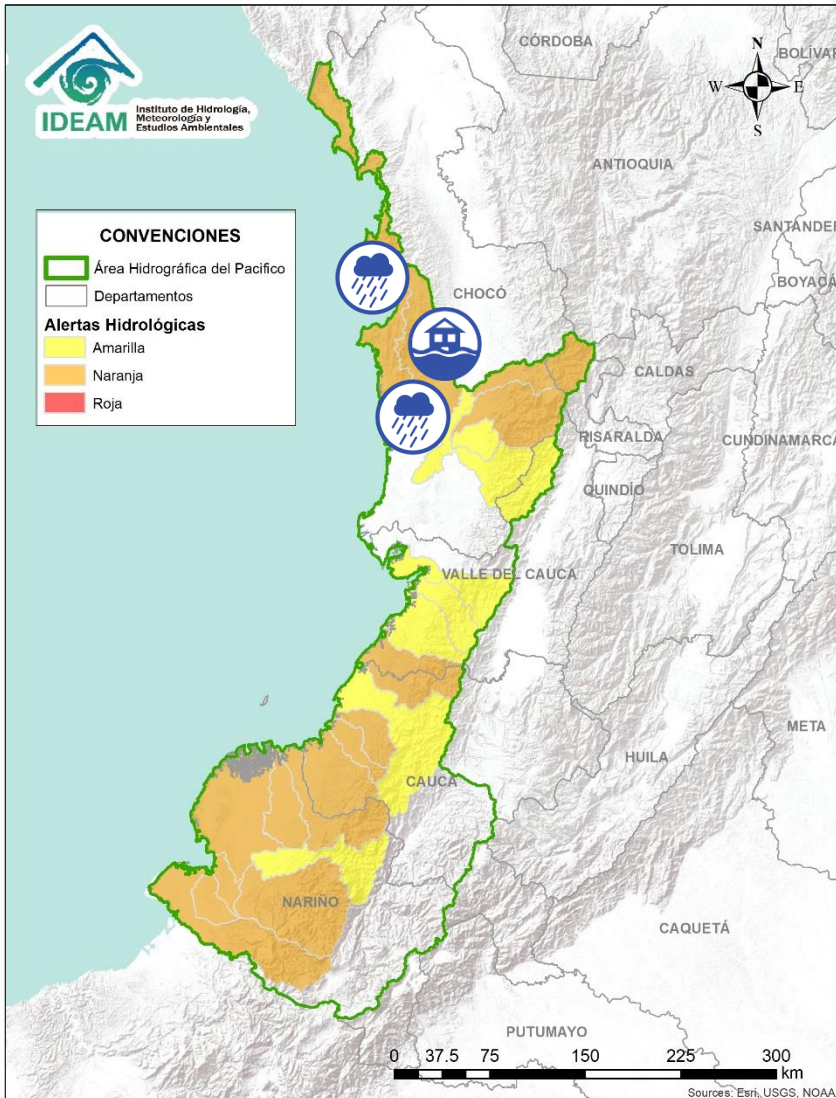 IDEAM
Instituto de Hidrología,
Meteorología y
Estudios Ambientales
N
W E
S
CÓRDOBA
BOLÍVAR
ANTIOQUIA
SANTANDER
BOYACÁ
CONVENCIONES
Área Hidrográfica del Pacifico
Departamentos
Alertas Hidrológicas
Amarilla
Naranja
Roja
CHOCÓ
CALDAS
RISARALDA
CUNDINAMARCA
QUINDÍO
TOLIMA
VALLE DEL CAUCA
META
HUILA
CAUCA
NARIÑO
CAQUETÁ
PUTUMAYO
0 37.5 75 150 225 300
km
Sources: Esri, USGS, NOAA